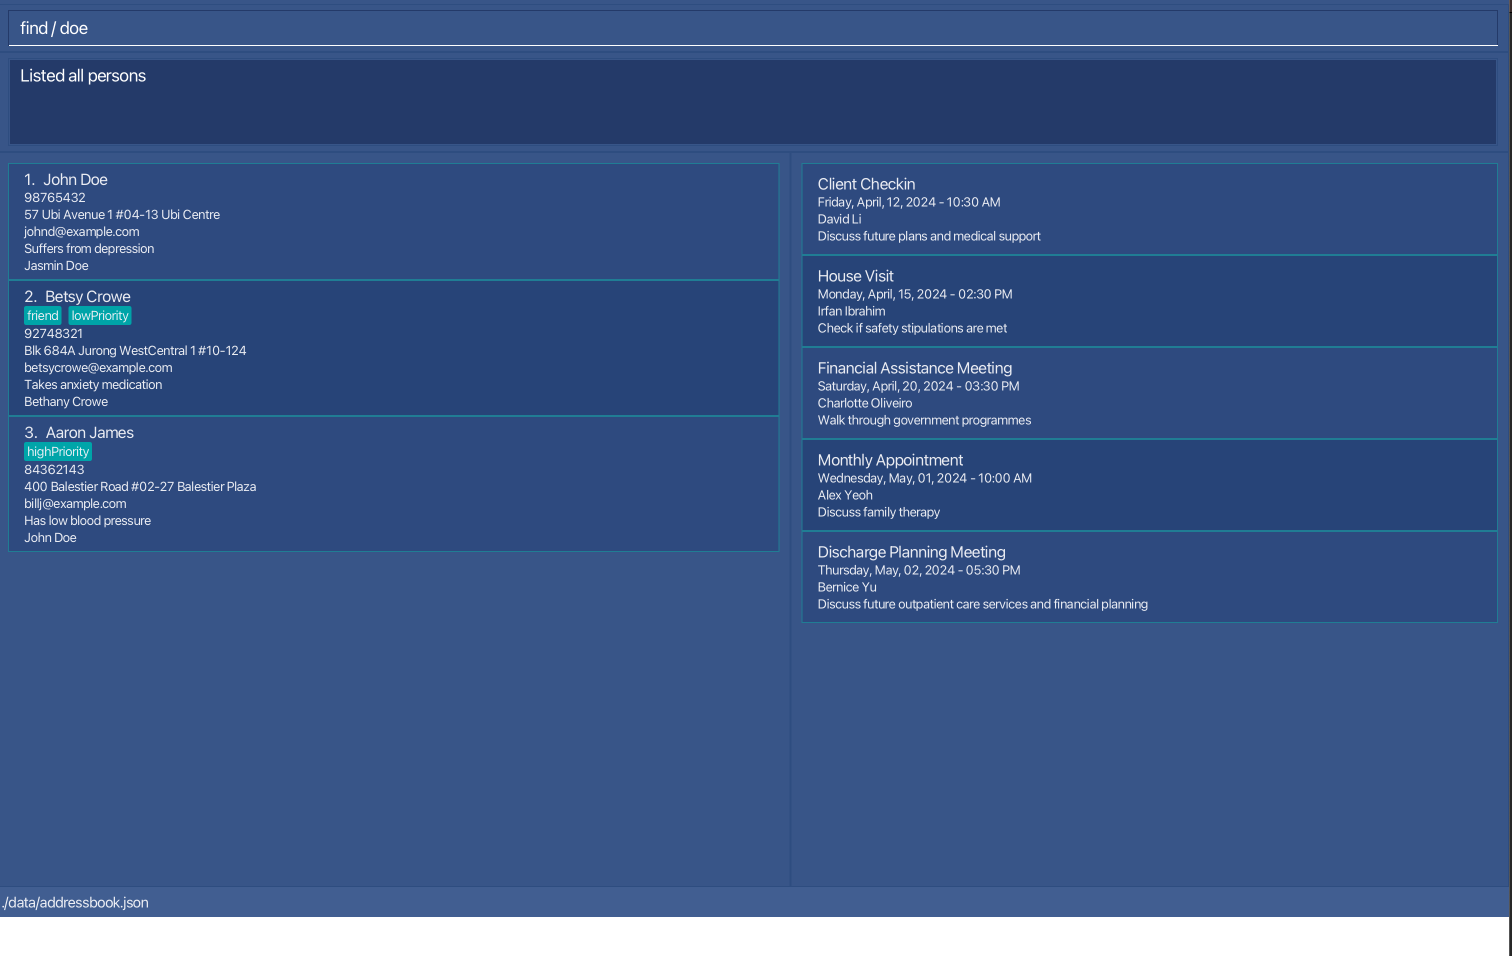 find / doe
Listed all persons
1. John Doe
98765432
57 Ubi Avenue 1 #04-13 Ubi Centre
johnd@example.com
Suffers from depression
Jasmin Doe
2. Betsy Crowe
friend lowPriority
92748321
Blk 684A Jurong WestCentral 1 #10-124
betsycrowe@example.com
Takes anxiety medication
Bethany Crowe
3. Aaron James
highPriority
84362143
400 Balestier Road #02-27 Balestier Plaza
billj@example.com
Has low blood pressure
John Doe
Client Checkin
Friday, April, 12, 2024 - 10:30 AM
David Li
Discuss future plans and medical support
House Visit
Monday, April, 15, 2024 - 02:30 PM
Irfan Ibrahim
Check if safety stipulations are met
Financial Assistance Meeting
Saturday, April, 20, 2024 - 03:30 PM
Charlotte Oliveiro
Walk through government programmes
Monthly Appointment
Wednesday, May, 01, 2024 - 10:00 AM
Alex Yeoh
Discuss family therapy
Discharge Planning Meeting
Thursday, May, 02, 2024 - 05:30 PM
Bernice Yu
Discuss future outpatient care services and financial planning
./data/addressbook.json